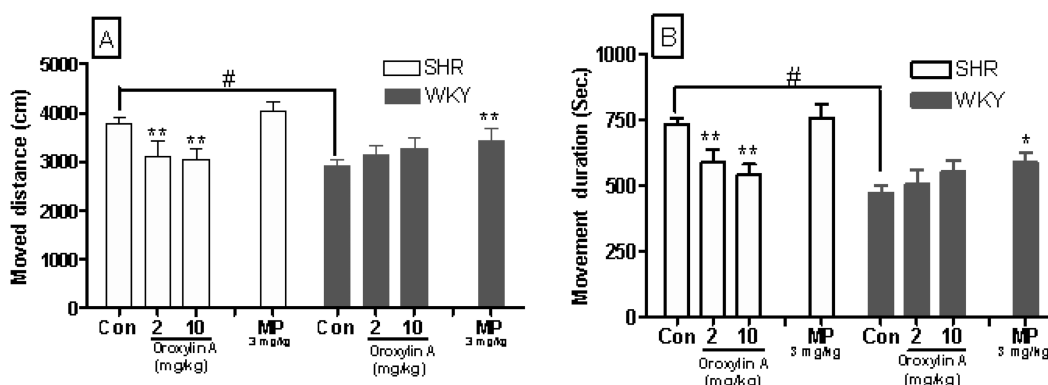 A
Moved distance (cm)
5000
4000
3000
2000
1000
0
SHR
WKY
#
** **
**
Con 2 10 MP Con 2 10 MP
3 mg/kg 3 mg/kg
Oroxylin A Oroxylin A
(mg/kg) (mg/kg)
B
Movement duration (Sec.)
1000
750
500
250
0
SHR
WKY
#
** **
*
Con 2 10 MP Con 2 10 MP
3 mg/kg 3 mg/kg
Oroxylin A Oroxylin A
(mg/kg) (mg/kg)